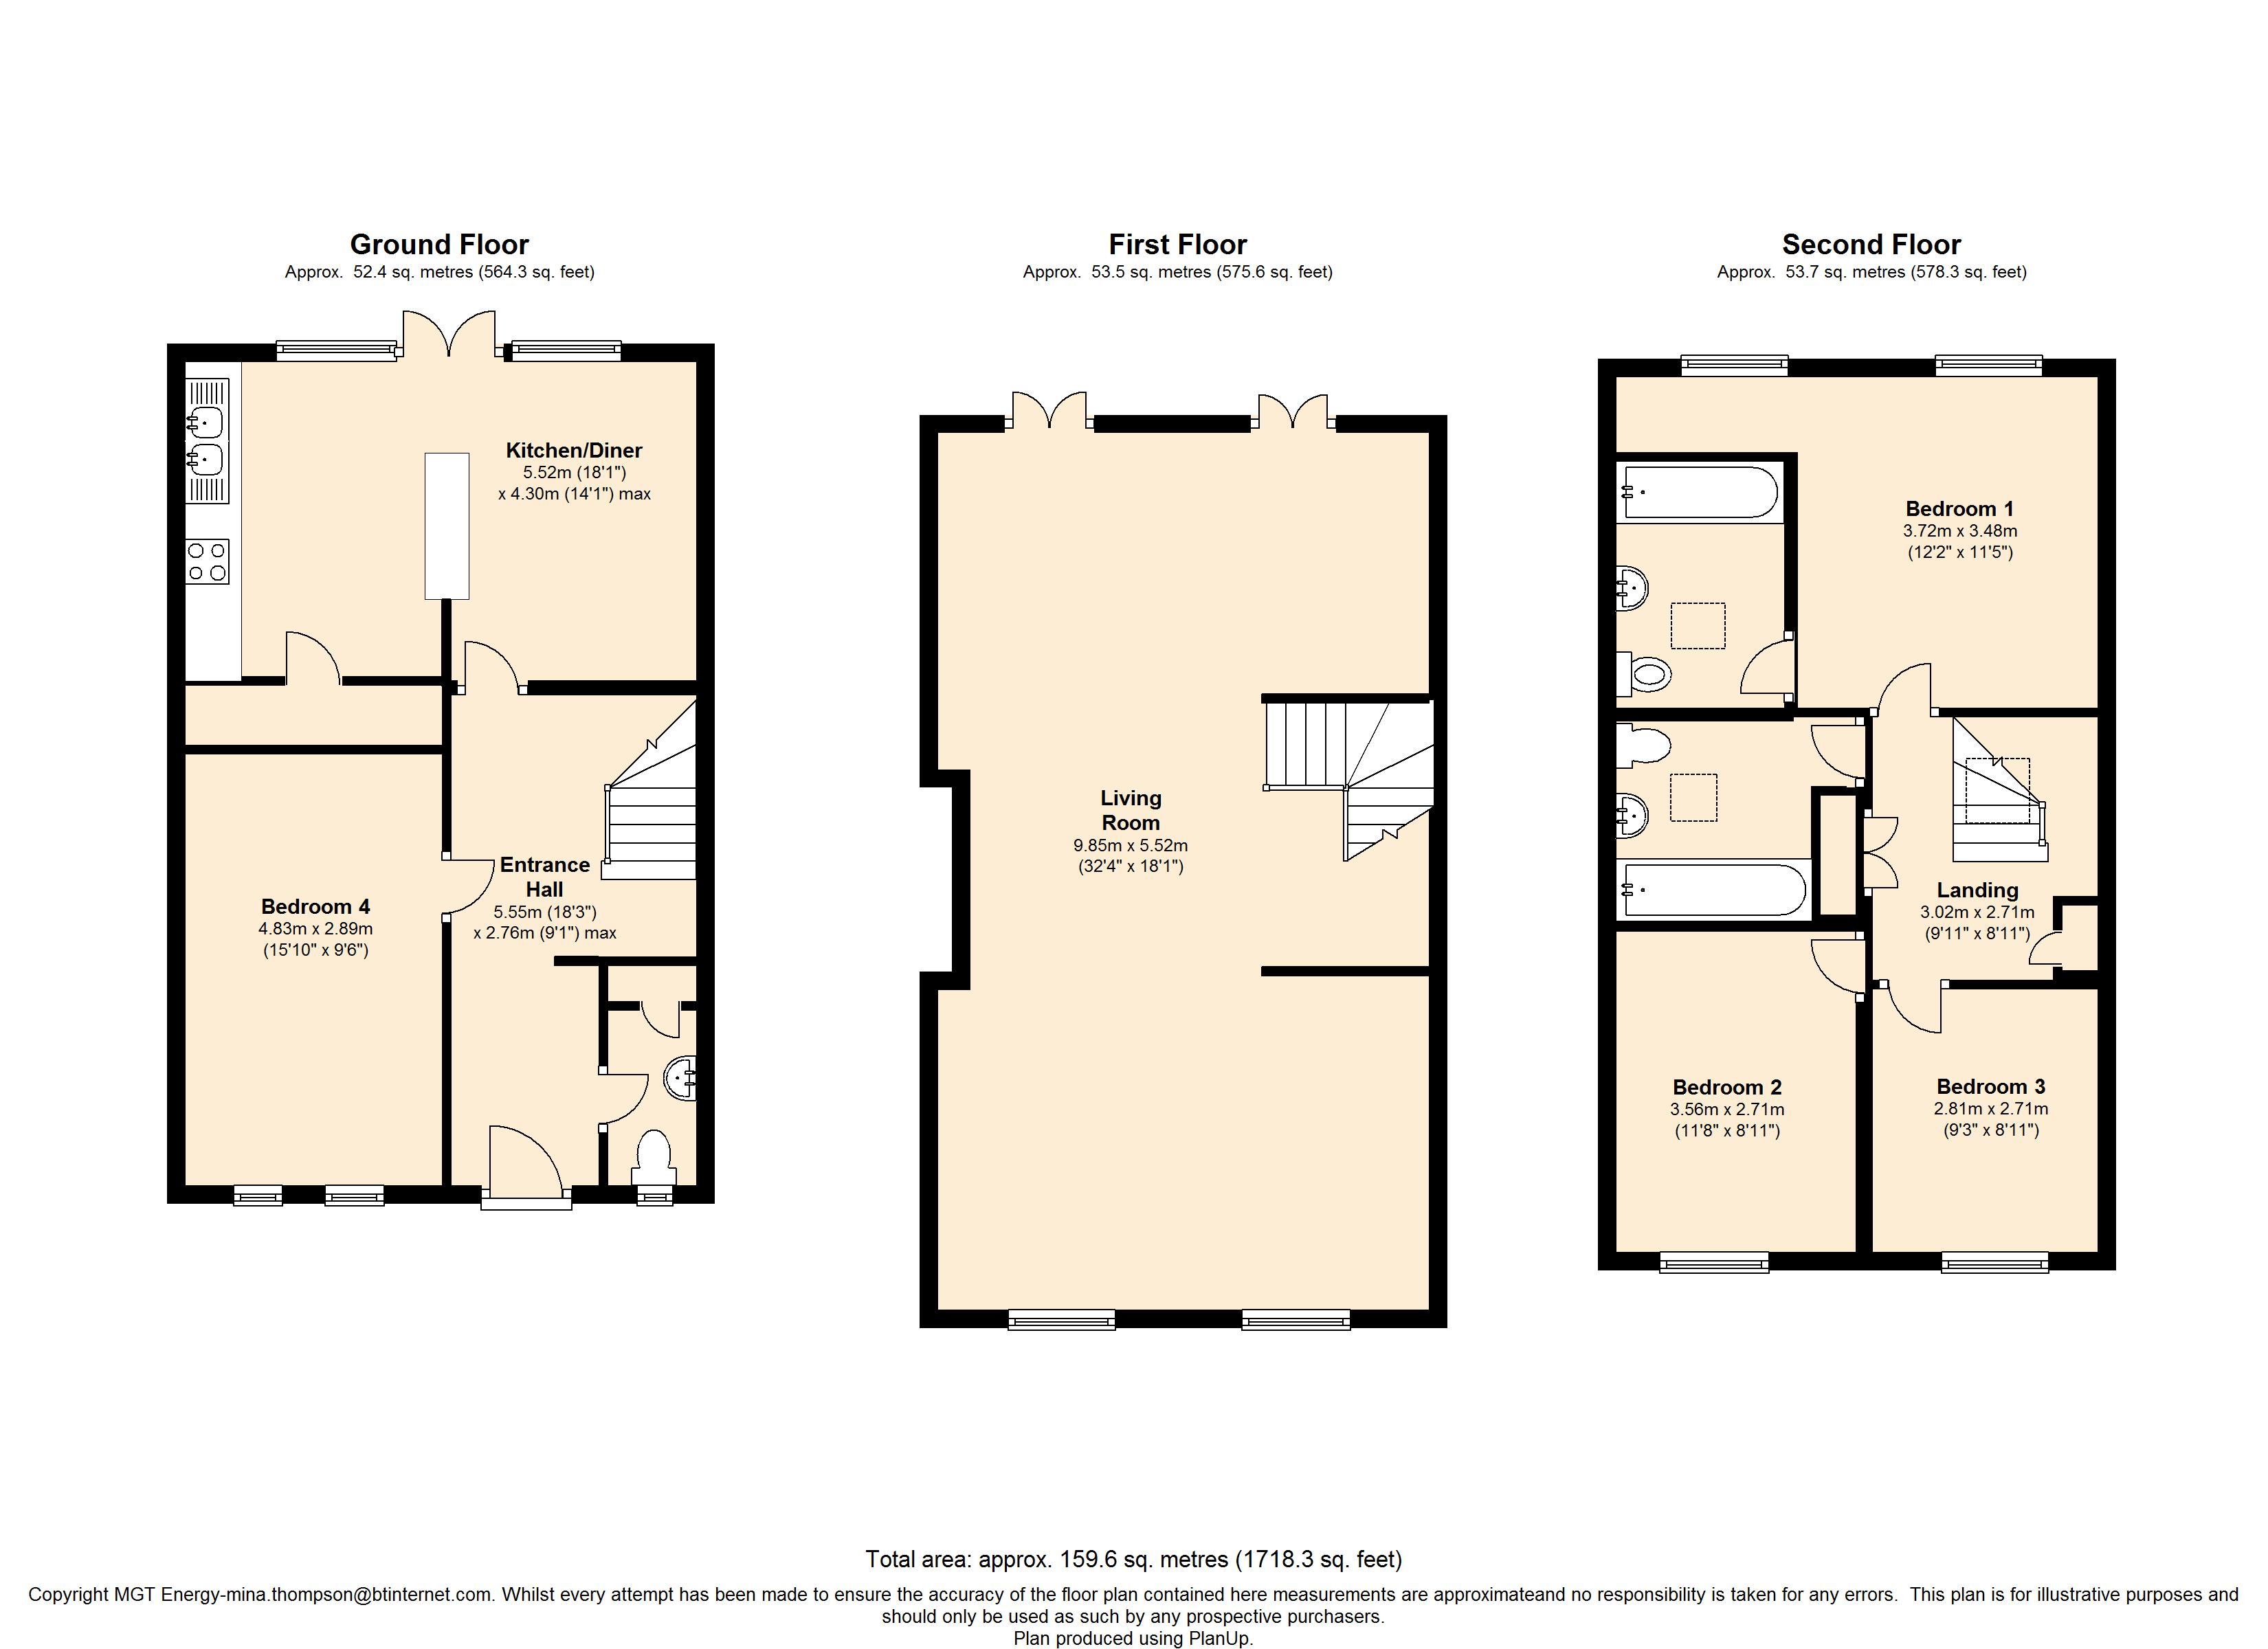 Ground Floor
Approx. 52.4 sq. metres (564.3 sq. feet)
Kitchen/Diner
5.52m (18'1")
x 4.30m (14'1") max
Entrance
Hall
5.55m (18'3")
x 2.76m (9'1") max
Bedroom 4
4.83m x 2.89m
(15'10" x 9'6")
First Floor
Approx. 53.5 sq. metres (575.6 sq. feet)
Living
Room
9.85m x 5.52m
(32'4" x 18'1")
Second Floor
Approx. 53.7 sq. metres (578.3 sq. feet)
Bedroom 1
3.72m x 3.48m
(12'2" x 11'5")
Landing
3.02m x 2.71m
(9'11" x 8'11")
Bedroom 2
3.56m x 2.71m
(11'8" x 8'11")
Bedroom 3
2.81m x 2.71m
(9'3" x 8'11")
Total area: approx. 159.6 sq. metres (1718.3 sq. feet)
Copyright MGT Energy-mina.thompson@btinternet.com. Whilst every attempt has been made to ensure the accuracy of the floor plan contained here measurements are approximateand no responsibility is taken for any errors. This plan is for illustrative purposes and
should only be used as such by any prospective purchasers.
Plan produced using PlanUp.